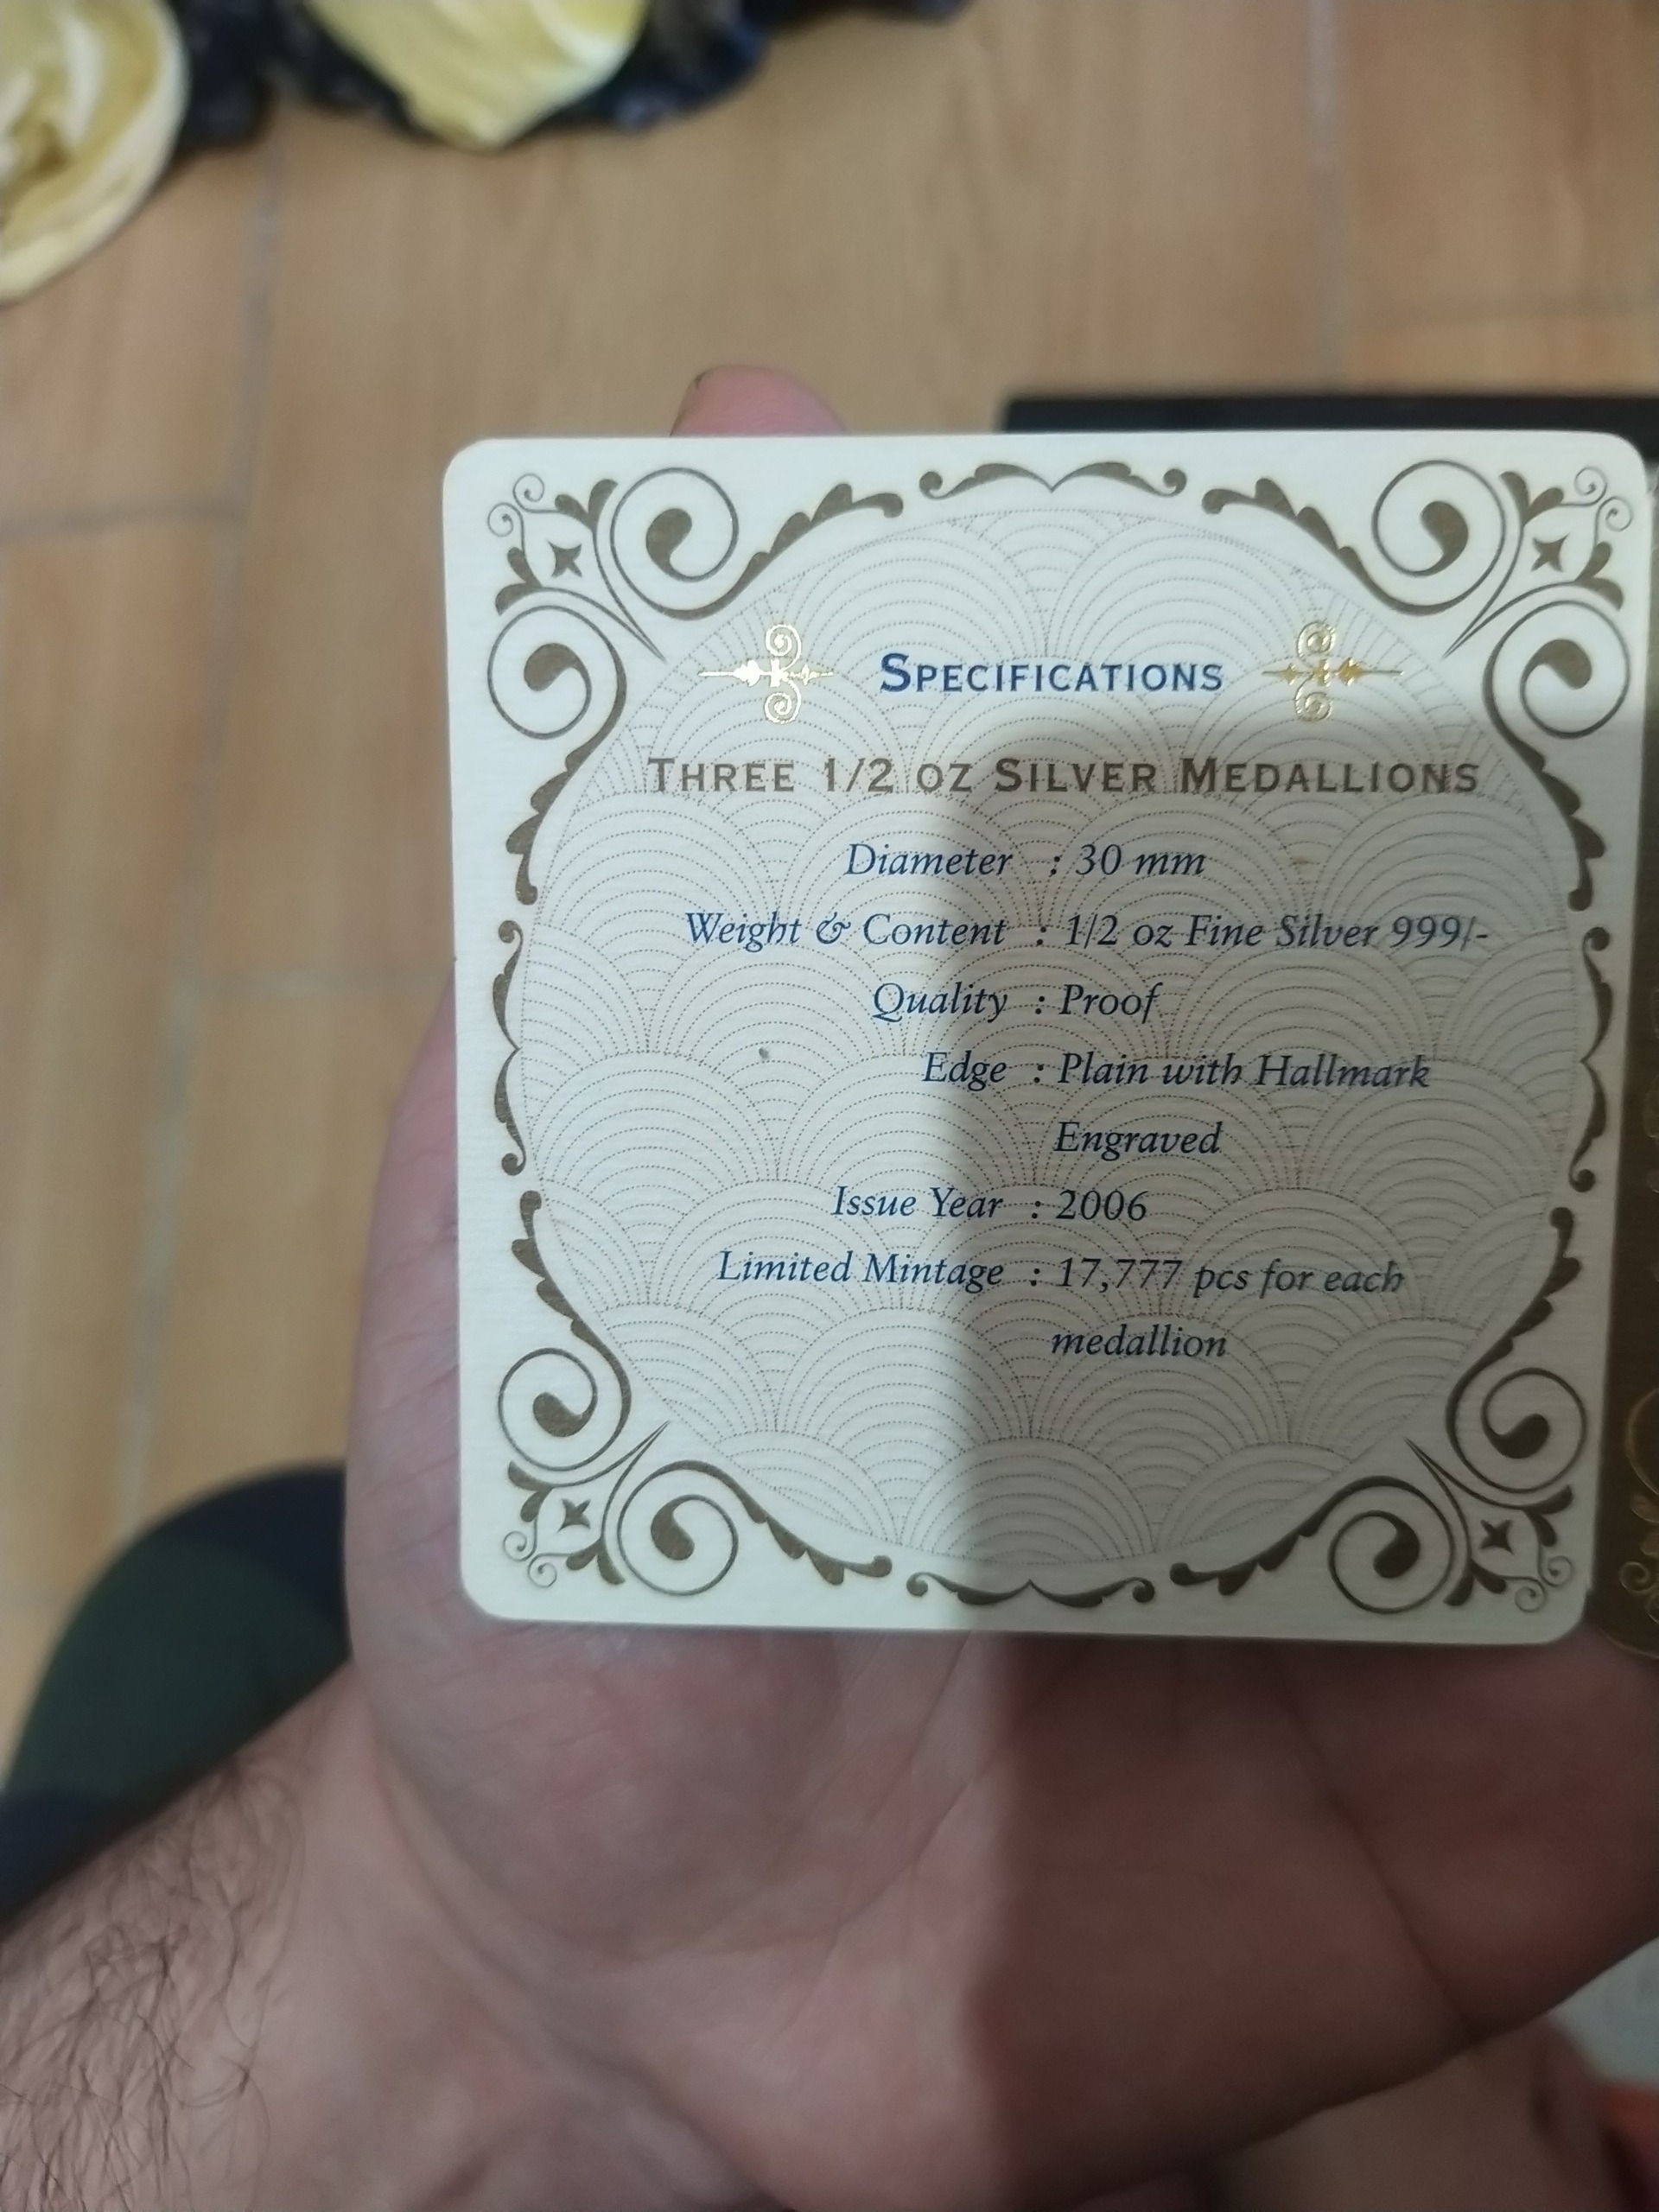 SPECIFICATIONS
THREE 1/2 OZ SILVER MEDALLIONS
Diameter : 30 mm
Weight & Content : 1/2 oz Fine Silver 999/-
Quality : Proof
Edge : Plain with Hallmark
Engraved
Issue Year : 2006
Limited Mintage : 17,777 pcs for each
medallion